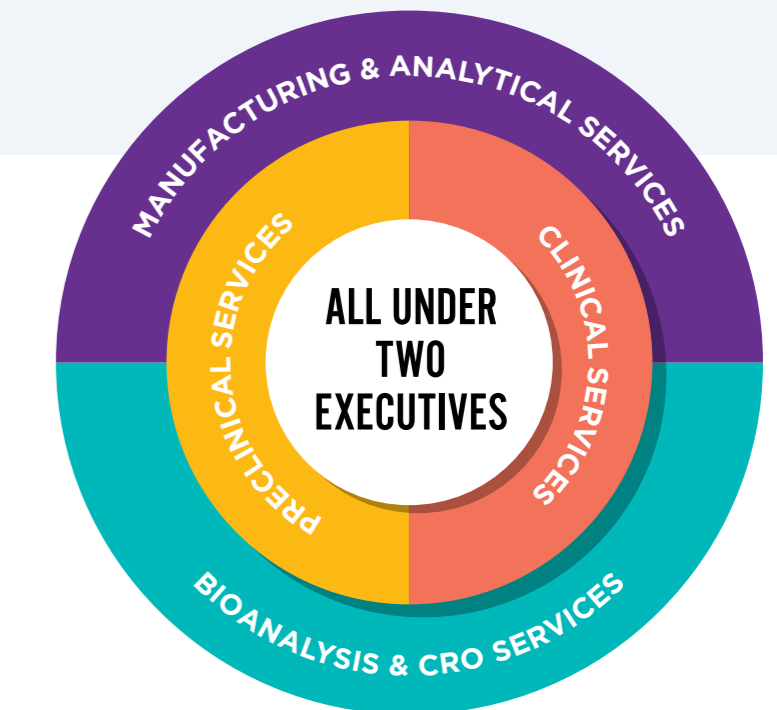 MANUFACTURING & ANALYTICAL SERVICES
PRECLINICAL SERVICES
CLINICAL SERVICES
ALL UNDER
TWO
EXECUTIVES
BIOANALYSIS & CRO SERVICES